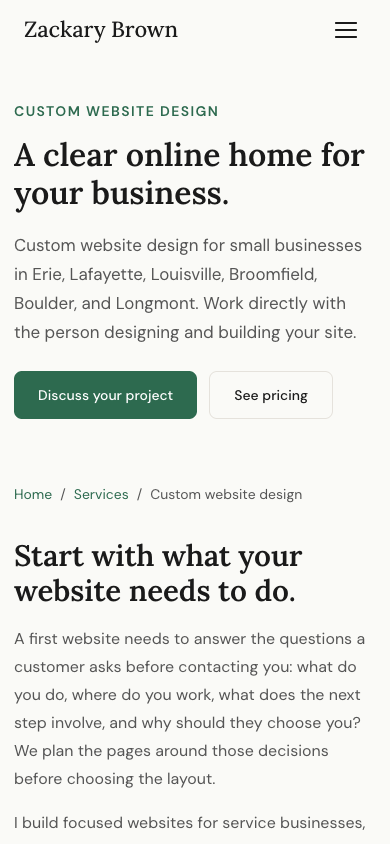 Zackary Brown
CUSTOM WEBSITE DESIGN
A clear online home for
your business.
Custom website design for small businesses
in Erie, Lafayette, Louisville, Broomfield,
Boulder, and Longmont. Work directly with
the person designing and building your site.
Discuss your project
See pricing
Home / Services / Custom website design
Start with what your
website needs to do.
A first website needs to answer the questions a
customer asks before contacting you: what do
you do, where do you work, what does the next
step involve, and why should they choose you?
We plan the pages around those decisions
before choosing the layout.
I build focused websites for service businesses,